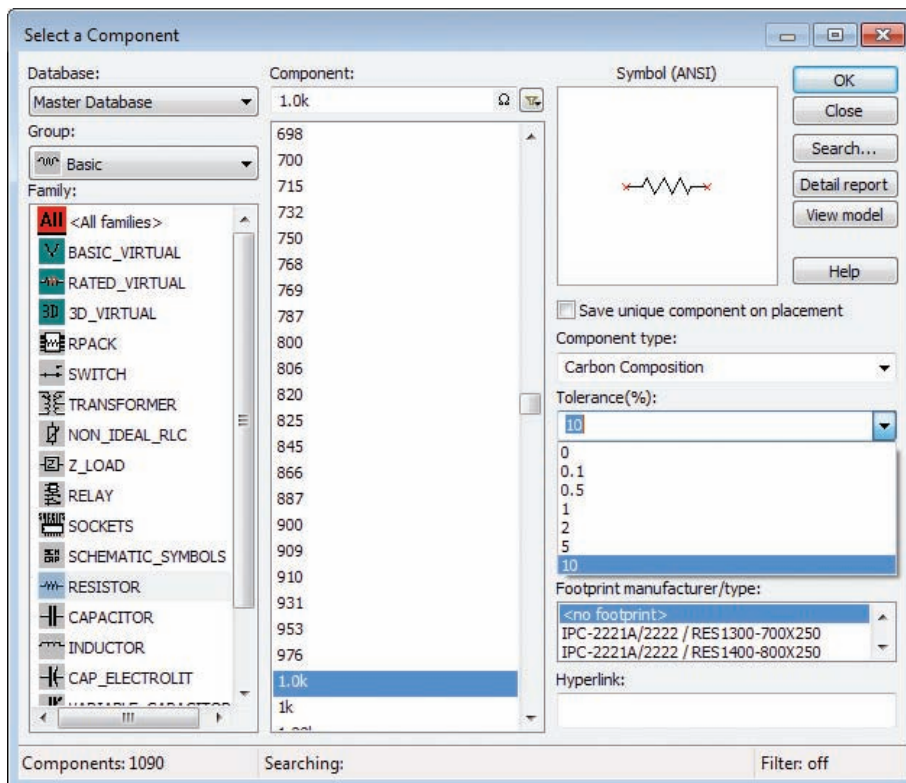 Select a Component
Database:
Master Database
Group:
Basic
Family:
All <All families>
BASIC_VIRTUAL
RATED_VIRTUAL
3D 3D_VIRTUAL
RPACK
SWITCH
TRANSFORMER
NON_IDEAL_RLC
Z Z_LOAD
RELAY
SOCKETS
SCHEMATIC_SYMBOLS
RESISTOR
CAPACITOR
INDUCTOR
CAP_ELECTROLIT
Component:
1.0k Ω
698
700
715
732
750
768
769
787
800
806
820
825
845
866
887
900
909
910
931
953
976
1.0k
1k
Symbol (ANSI)
OK
Close
Search...
Detail report
View model
Help
Save unique component on placement
Component type:
Carbon Composition
Tolerance(%):
10
0
0.1
0.5
1
2
5
10
Footprint manufacturer/type:
<no footprint>
IPC-2221A/2222 / RES1300-700X250
IPC-2221A/2222 / RES1400-800X250
Hyperlink:
Components: 1090
Searching:
Filter: off